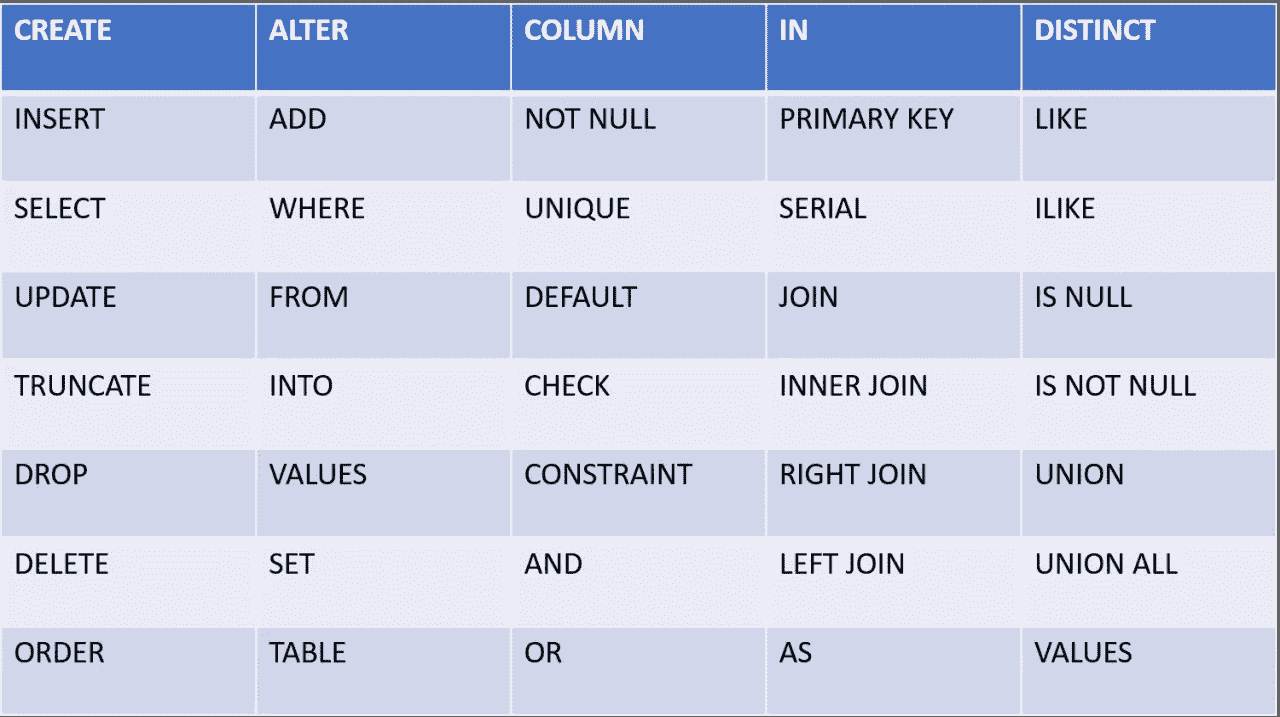 CREATE ALTER COLUMN IN DISTINCT
INSERT ADD NOT NULL PRIMARY KEY LIKE
SELECT WHERE UNIQUE SERIAL ILIKE
UPDATE FROM DEFAULT JOIN IS NULL
TRUNCATE INTO CHECK INNER JOIN IS NOT NULL
DROP VALUES CONSTRAINT RIGHT JOIN UNION
DELETE SET AND LEFT JOIN UNION ALL
ORDER TABLE OR AS VALUES